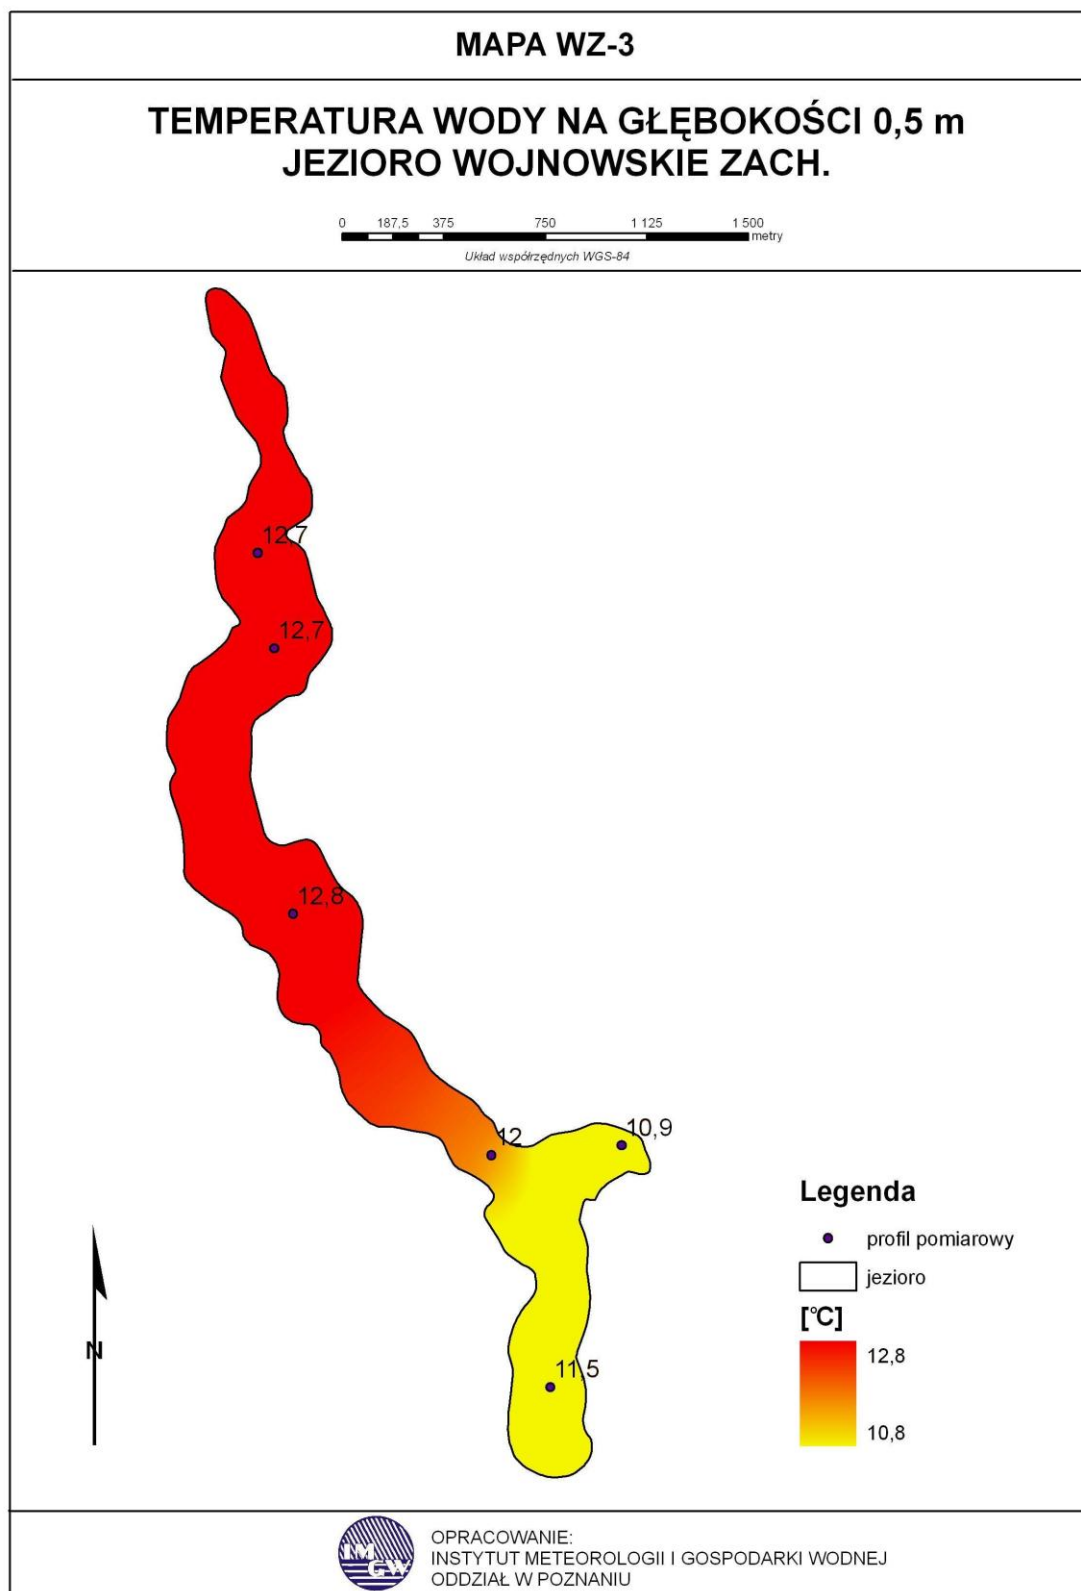 MAPA WZ-3
TEMPERATURA WODY NA GŁĘBOKOŚCI 0,5 m
JEZIORO WOJNOWSKIE ZACH.
0 187,5 375 750 1 125 1 500
metry
Układ współrzędnych WGS-84
12,7
12,7
12,8
12
10,9
11,5
N
Legenda
profil pomiarowy
jezioro
[°C]
12,8
10,8
IM
GW
OPRACOWANIE:
INSTYTUT METEOROLOGII I GOSPODARKI WODNEJ
ODDZIAŁ W POZNANIU